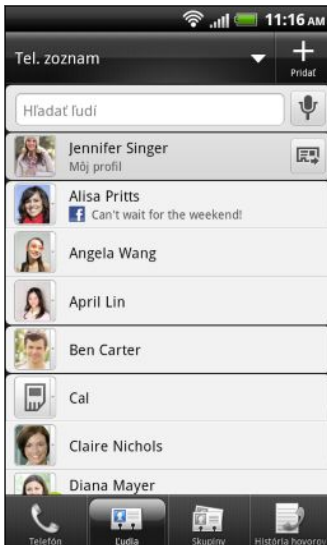 11:16 AM
Tel. zoznam
Pridať
Hľadať ľudí
Jennifer Singer
Môj profil
Alisa Pritts
f Can't wait for the weekend!
Angela Wang
April Lin
Ben Carter
Cal
Claire Nichols
Diana Mayer
Telefón Ľudia Skupiny História hovorov